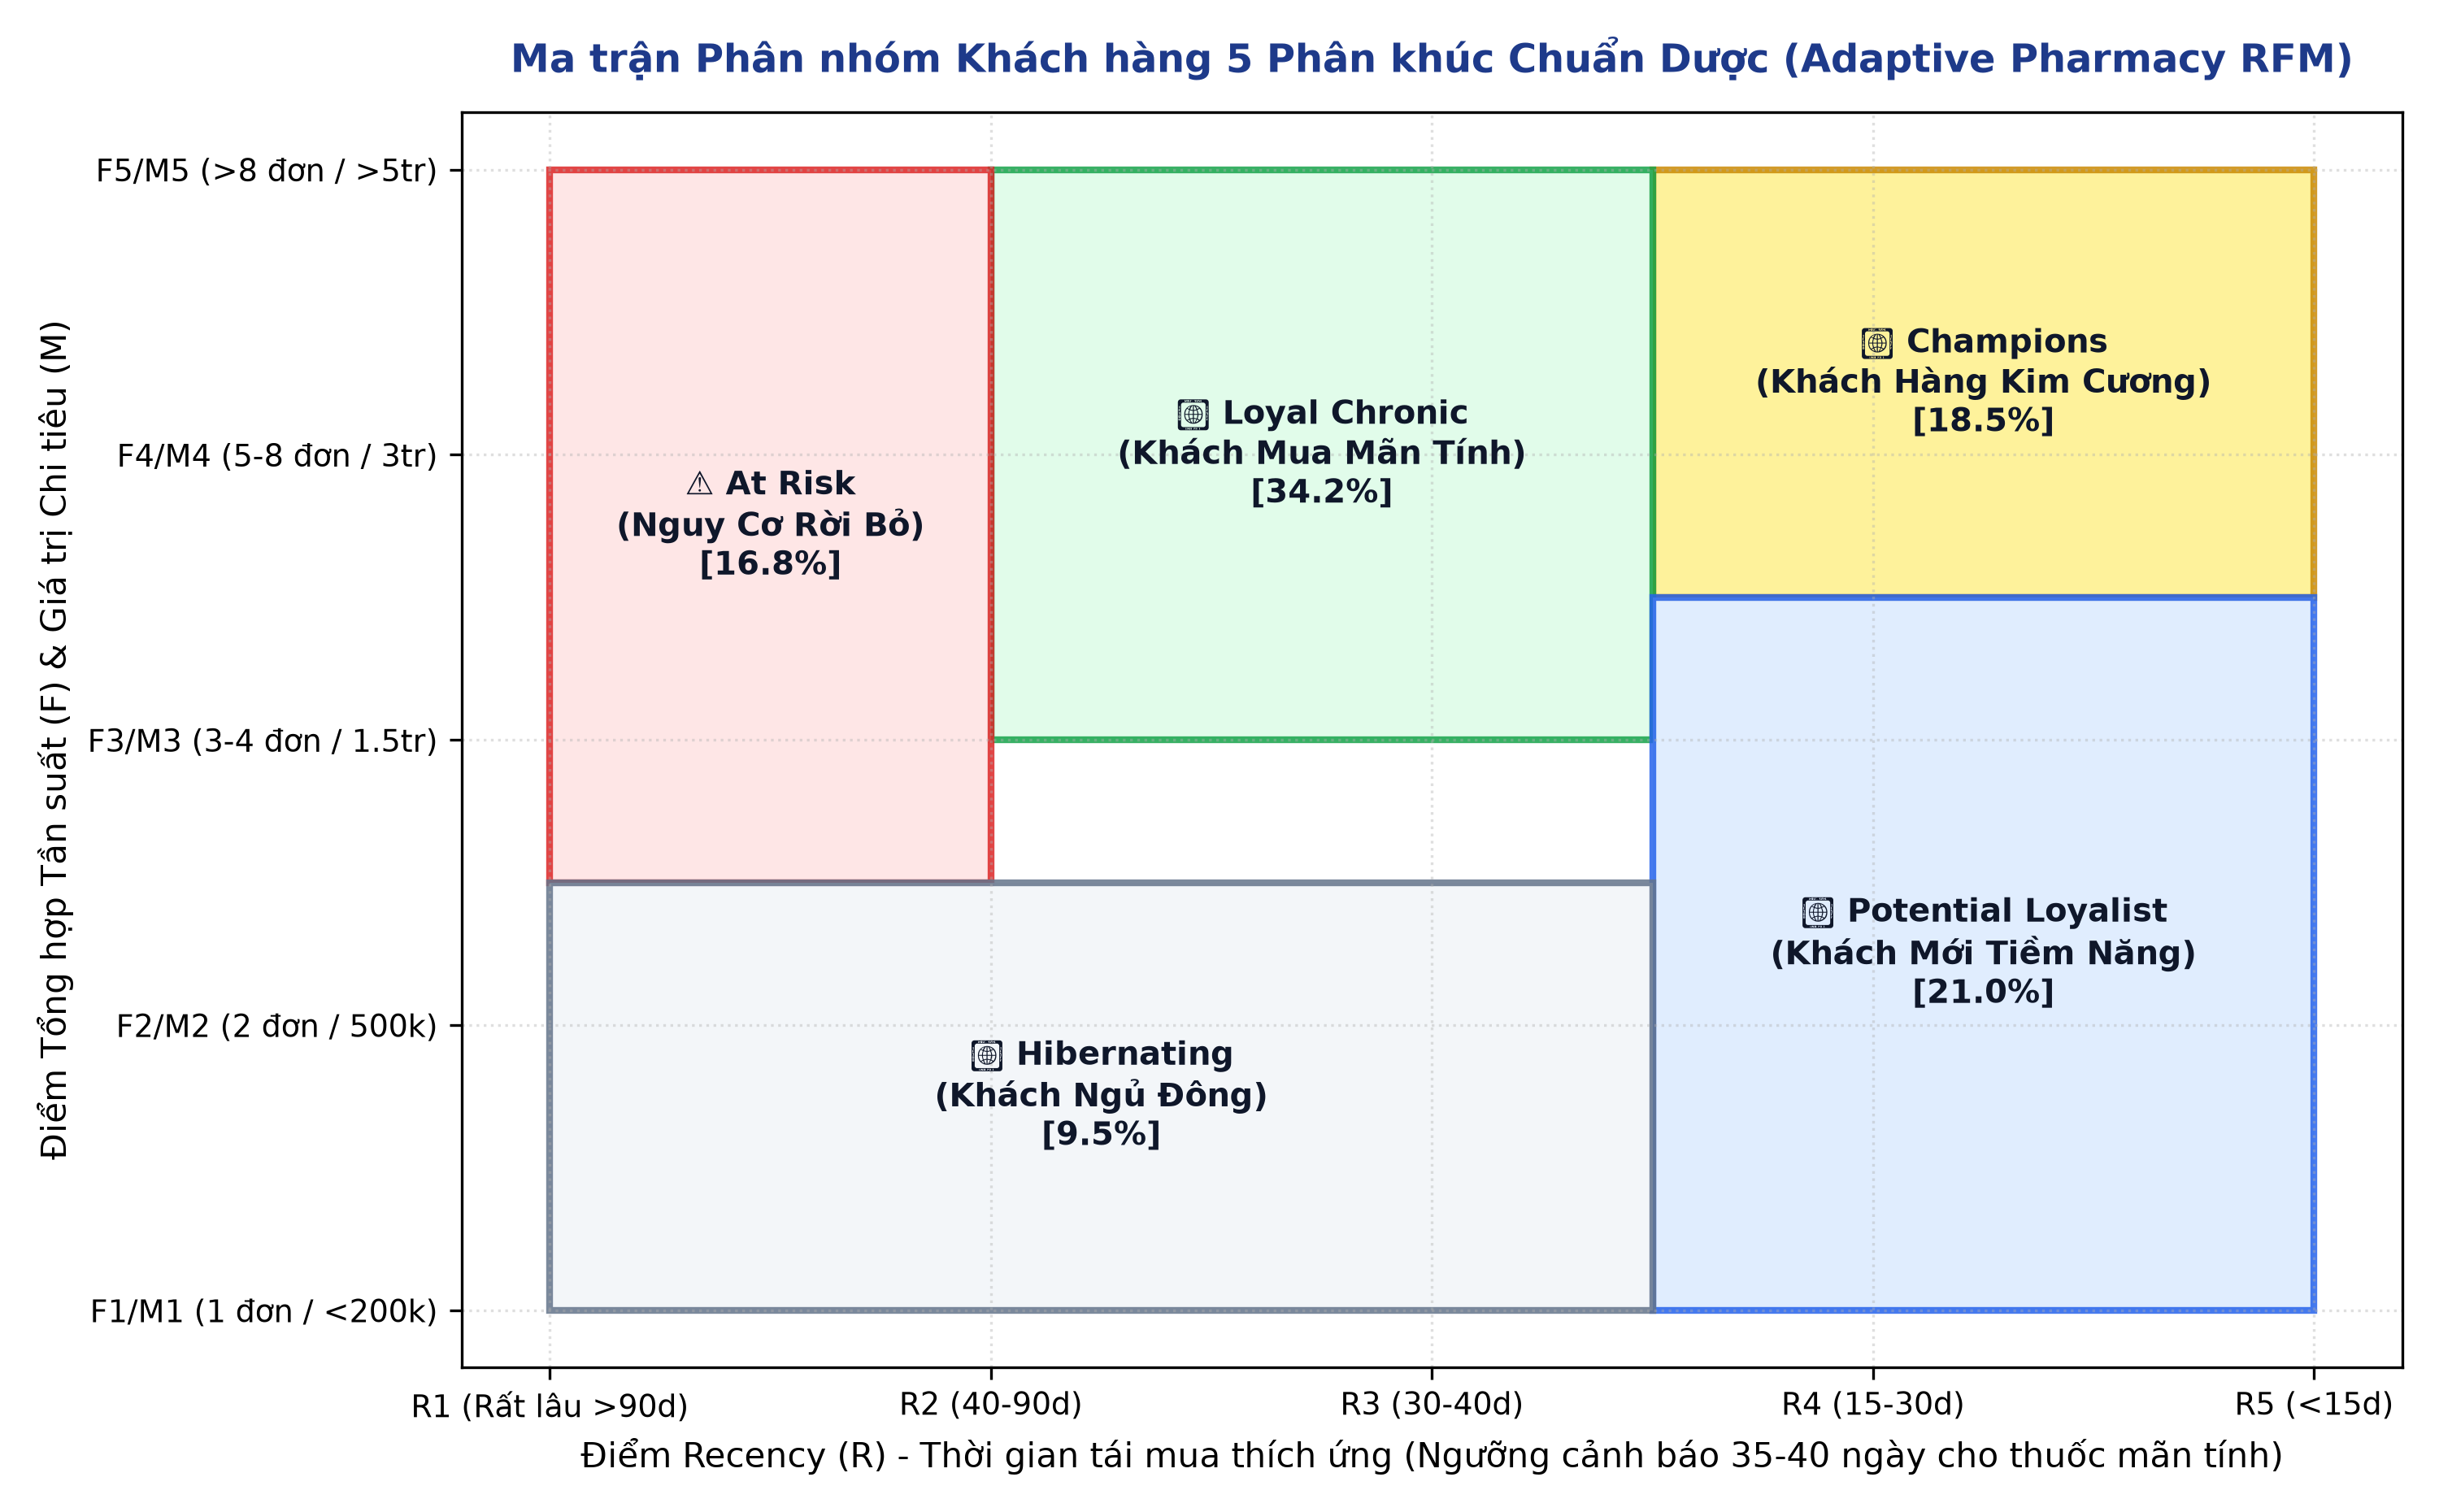 Ma trận Phân nhóm Khách hàng 5 Phân khúc Chuẩn Dược (Adaptive Pharmacy RFM)
Điểm Tổng hợp Tần suất (F) & Giá trị Chi tiêu (M)
F5/M5 (>8 đơn / >5tr)
F4/M4 (5-8 đơn / 3tr)
F3/M3 (3-4 đơn / 1.5tr)
F2/M2 (2 đơn / 500k)
F1/M1 (1 đơn / <200k)
⚠ At Risk
(Nguy Cơ Rời Bỏ)
[16.8%]
Loyal Chronic
(Khách Mua Mãn Tính)
[34.2%]
Champions
(Khách Hàng Kim Cương)
[18.5%]
Potential Loyalist
(Khách Mới Tiềm Năng)
[21.0%]
Hibernating
(Khách Ngủ Đông)
[9.5%]
R1 (Rất lâu >90d)
R2 (40-90d)
R3 (30-40d)
R4 (15-30d)
R5 (<15d)
Điểm Recency (R) - Thời gian tái mua thích ứng (Ngưỡng cảnh báo 35-40 ngày cho thuốc mãn tính)